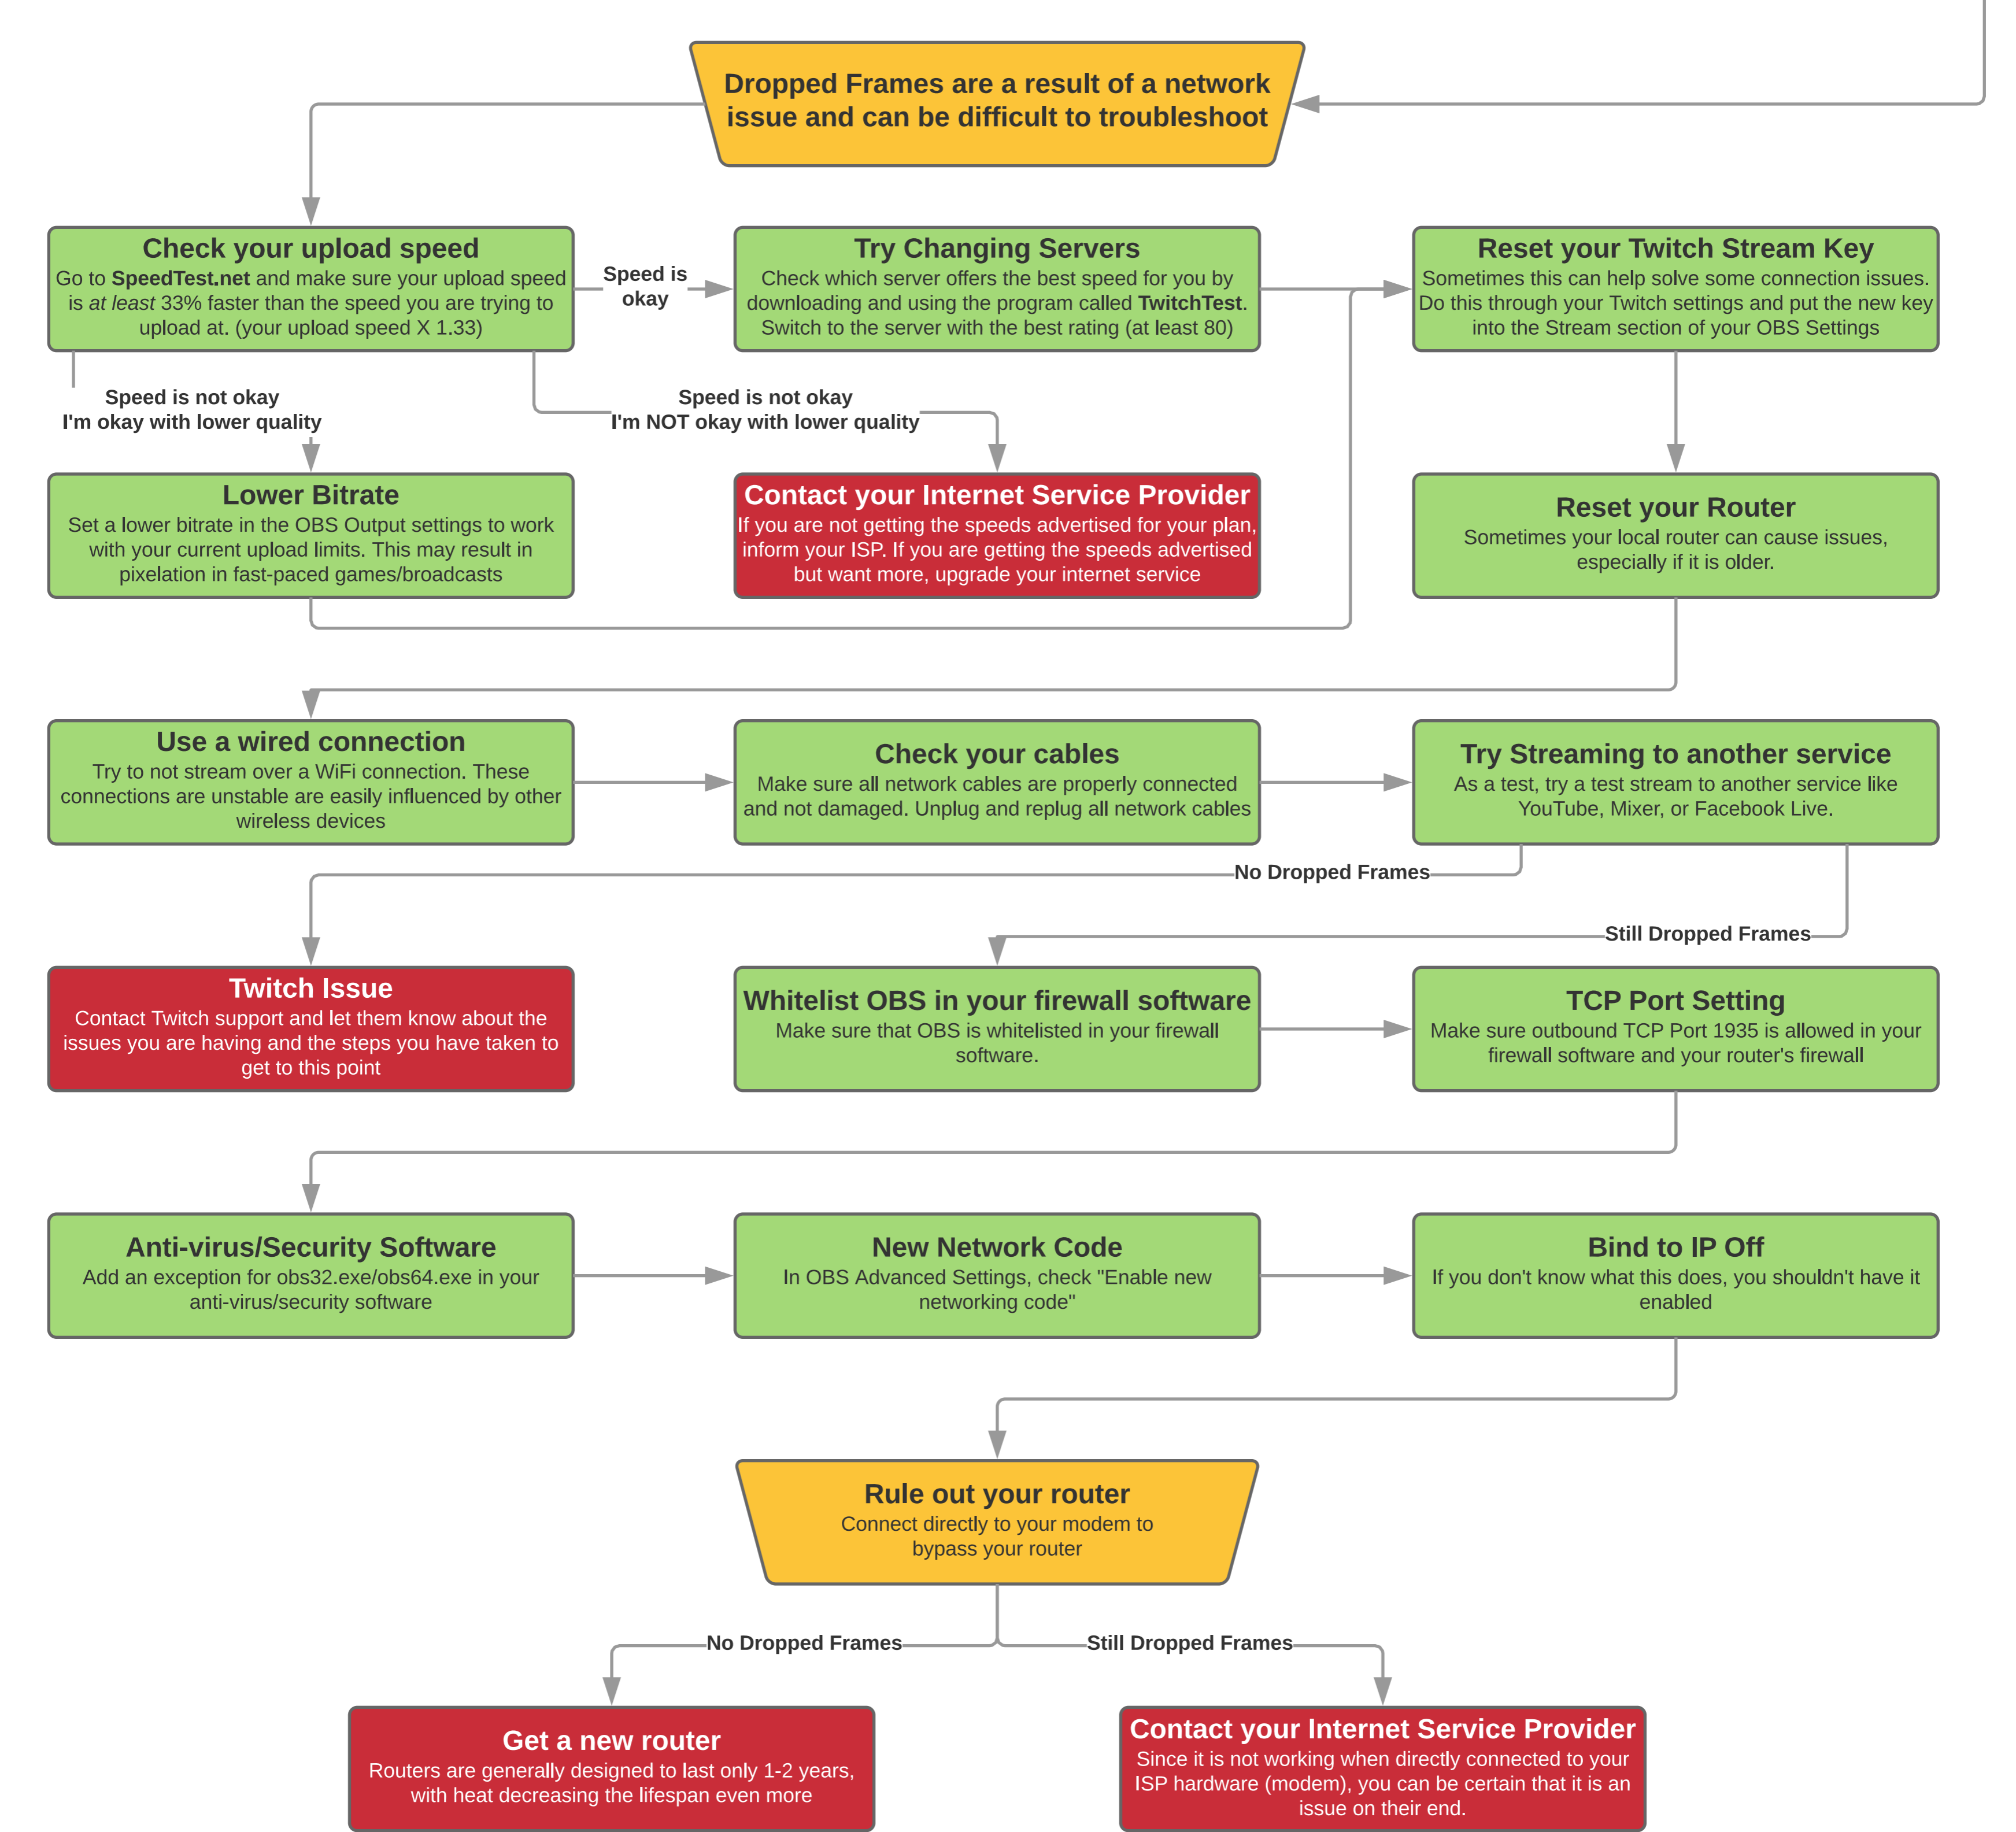 Dropped Frames are a result of a network
issue and can be difficult to troubleshoot
Check your upload speed
Go to SpeedTest.net and make sure your upload speed
is at least 33% faster than the speed you are trying to
upload at. (your upload speed X 1.33)
Speed is
okay
Try Changing Servers
Check which server offers the best speed for you by
downloading and using the program called TwitchTest.
Switch to the server with the best rating (at least 80)
Reset your Twitch Stream Key
Sometimes this can help solve some connection issues.
Do this through your Twitch settings and put the new key
into the Stream section of your OBS Settings
Speed is not okay
I'm okay with lower quality
Speed is not okay
I'm NOT okay with lower quality
Lower Bitrate
Set a lower bitrate in the OBS Output settings to work
with your current upload limits. This may result in
pixelation in fast-paced games/broadcasts
Contact your Internet Service Provider
If you are not getting the speeds advertised for your plan,
inform your ISP. If you are getting the speeds advertised
but want more, upgrade your internet service
Reset your Router
Sometimes your local router can cause issues,
especially if it is older.
Use a wired connection
Try to not stream over a WiFi connection. These
connections are unstable are easily influenced by other
wireless devices
Check your cables
Make sure all network cables are properly connected
and not damaged. Unplug and replug all network cables
Try Streaming to another service
As a test, try a test stream to another service like
YouTube, Mixer, or Facebook Live.
No Dropped Frames
Still Dropped Frames
Twitch Issue
Contact Twitch support and let them know about the
issues you are having and the steps you have taken to
get to this point
Whitelist OBS in your firewall software
Make sure that OBS is whitelisted in your firewall
software.
TCP Port Setting
Make sure outbound TCP Port 1935 is allowed in your
firewall software and your router's firewall
Anti-virus/Security Software
Add an exception for obs32.exe/obs64.exe in your
anti-virus/security software
New Network Code
In OBS Advanced Settings, check "Enable new
networking code"
Bind to IP Off
If you don't know what this does, you shouldn't have it
enabled
Rule out your router
Connect directly to your modem to
bypass your router
No Dropped Frames
Still Dropped Frames
Get a new router
Routers are generally designed to last only 1-2 years,
with heat decreasing the lifespan even more
Contact your Internet Service Provider
Since it is not working when directly connected to your
ISP hardware (modem), you can be certain that it is an
issue on their end.